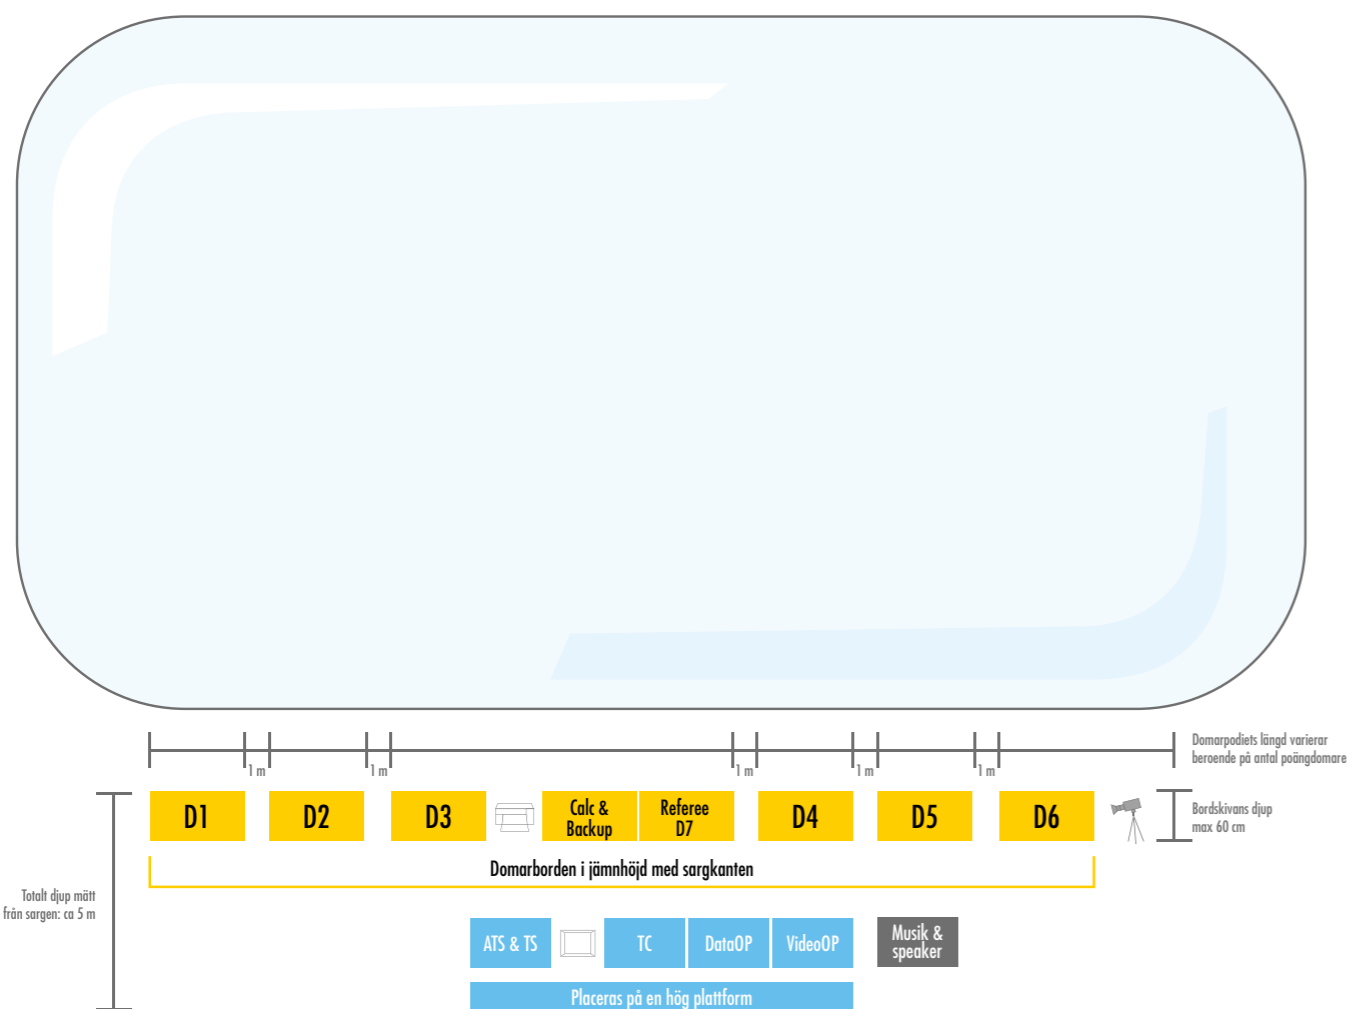 Domarpodiets längd varierar
beroende på antal poängdomare
1 m
1 m
1 m
1 m
1 m
D1
D2
D3
Calc &
Backup
Referee
D7
D4
D5
D6
Bordskivans djup
max 60 cm
Domarborden i jämnhöjd med sargkanten
Totalt djup mätt
från sargen: ca 5 m
ATS & TS
TC
DataOP
VideoOP
Musik &
speaker
Placeras på en hög plattform